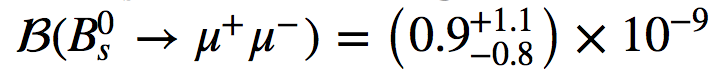 ℬ(B⁰ₛ → μ⁺μ⁻) = (0.9⁺¹·¹₋₀.₈) × 10⁻⁹